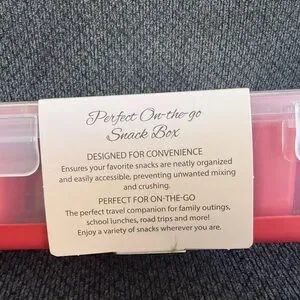 Perfect On-the-go
Snack Box
DESIGNED FOR CONVENIENCE
Ensures your favorite snacks are neatly organized
and easily accessible, preventing unwanted mixing
and crushing.
PERFECT FOR ON-THE-GO
The perfect travel companion for family outings,
school lunches, road trips and more!
Enjoy a variety of snacks wherever you are.